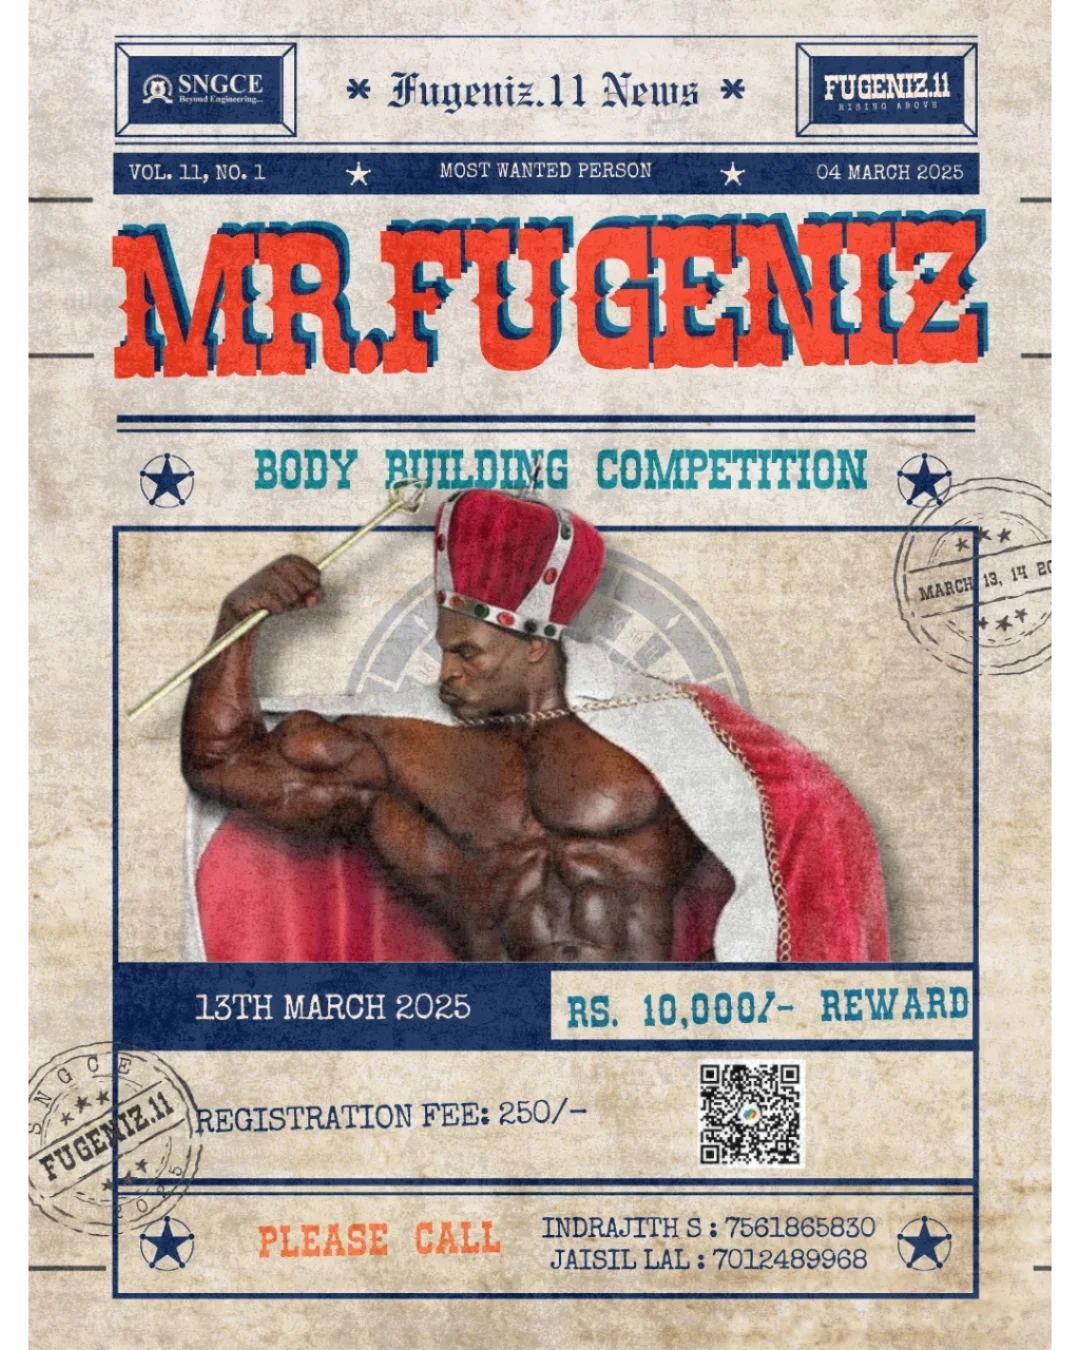 SNGCE
Beyond Engineering...
Fugeniz.11 News
FUGENIZ.11
RISING ABOVE
VOL. 11, NO. 1
MOST WANTED PERSON
04 MARCH 2025
MR.FUGENIZ
BODY BUILDING COMPETITION
MARCH 13, 14 20
13TH MARCH 2025
RS. 10,000/- REWARD
SNGCE
FUGENIZ.11
2025
REGISTRATION FEE: 250/-
PLEASE CALL
INDRAJITH S : 7561865830
JAISIL LAL : 7012489968